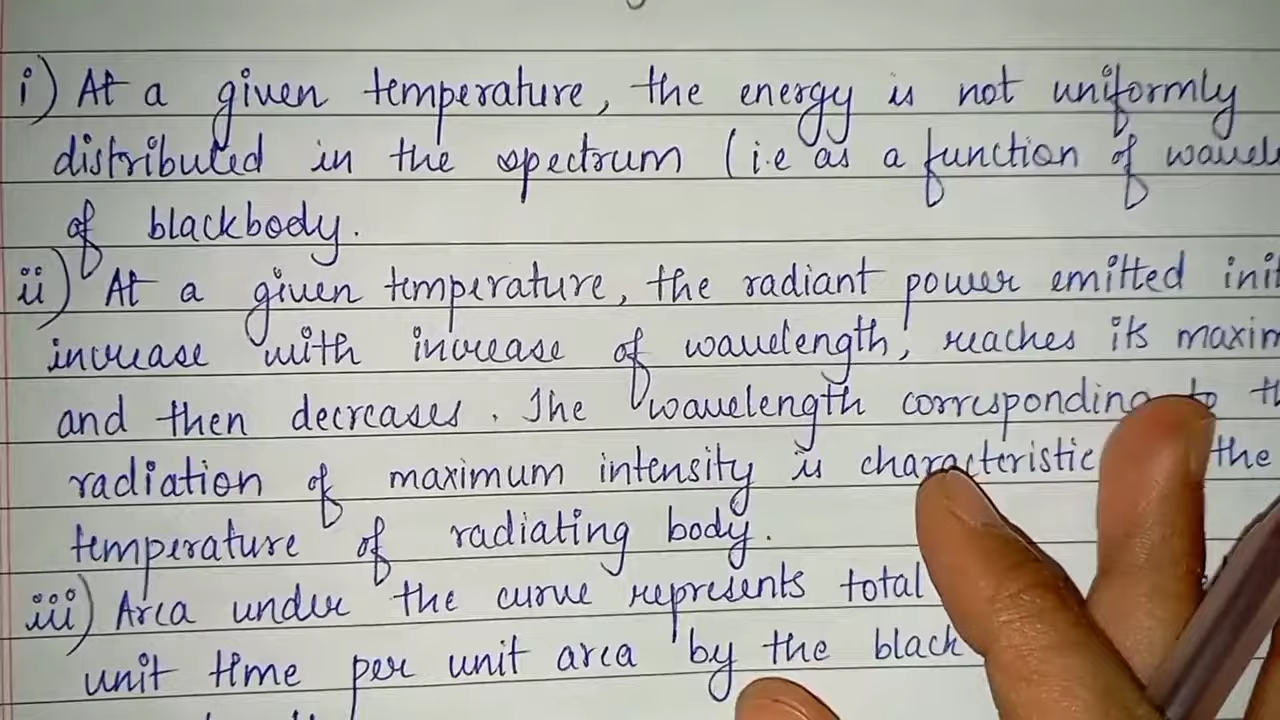 i) At a given temperature, the energy is not uniformly
distributed in the spectrum (i.e as a function of
of blackbody.
ii) At a given temperature, the radiant power emitted
increase with increase of wavelength, reaches its
and then decreases. The wavelength corresponding to
radiation of maximum intensity is characteristic the
temperature of radiating body.
iii) Area under the curve represents total
unit time per unit area by the black